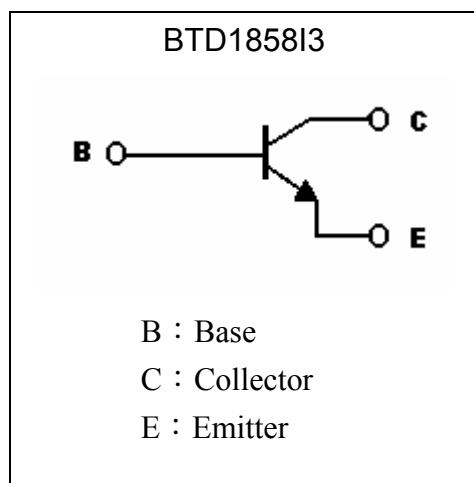 BTD1858I3
B
C
E
B：Base
C：Collector
E：Emitter